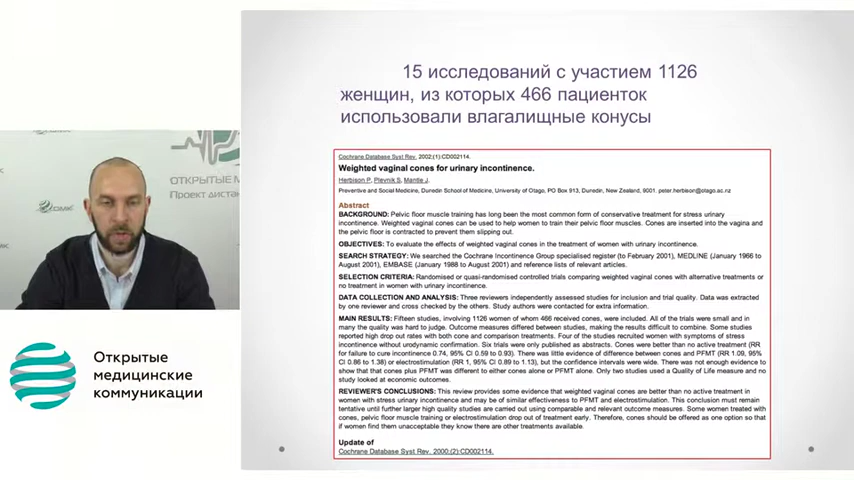 15 исследований с участием 1126
женщин, из которых 466 пациенток
использовали влагалищные конусы
Cochrane Database Syst Rev. 2002;(1):CD002114.
Weighted vaginal cones for urinary incontinence.
Herbison P, Plevnik S, Mantle J.
Preventive and Social Medicine, Dunedin School of Medicine, University of Otago, PO Box 913, Dunedin, New Zealand, 9001. peter.herbison@otago.ac.nz
Abstract
BACKGROUND: Pelvic floor muscle training has long been the most common form of conservative treatment for stress urinary
incontinence. Weighted vaginal cones can be used to help women to train their pelvic floor muscles. Cones are inserted into the vagina and
the pelvic floor is contracted to prevent them slipping out.
OBJECTIVES: To evaluate the effects of weighted vaginal cones in the treatment of women with urinary incontinence.
SEARCH STRATEGY: We searched the Cochrane Incontinence Group specialised register (to February 2001), MEDLINE (January 1966 to
August 2001), EMBASE (January 1988 to August 2001) and reference lists of relevant articles.
SELECTION CRITERIA: Randomised or quasi-randomised controlled trials comparing weighted vaginal cones with alternative treatments or
no treatment in women with urinary incontinence.
DATA COLLECTION AND ANALYSIS: Three reviewers independently assessed studies for inclusion and trial quality. Data was extracted
by one reviewer and cross checked by the others. Study authors were contacted for extra information.
MAIN RESULTS: Fifteen studies, involving 1126 women of whom 466 received cones, were included. All of the trials were small and in
many the quality was hard to judge. Outcome measures differed between studies, making the results difficult to combine. Some studies
reported high drop out rates with both cone and comparison treatments. Four of the studies recruited women with symptoms of stress
incontinence without urodynamic confirmation. Six trials were only published as abstracts. Cones were better than no active treatment (RR
for failure to cure incontinence 0.74, 95% CI 0.59 to 0.93). There was little evidence of difference between cones and PFMT (RR 1.09, 95%
CI 0.86 to 1.38) or electrostimulation (RR 1, 95% CI 0.89 to 1.13), but the confidence intervals were wide. There was not enough evidence to
show that that cones plus PFMT was different to either cones alone or PFMT alone. Only two studies used a Quality of Life measure and no
study looked at economic outcomes.
REVIEWER'S CONCLUSIONS: This review provides some evidence that weighted vaginal cones are better than no active treatment in
women with stress urinary incontinence and may be of similar effectiveness to PFMT and electrostimulation. This conclusion must remain
tentative until further larger high quality studies are carried out using comparable and relevant outcome measures. Some women treated with
cones, pelvic floor muscle training or electrostimulation drop out of treatment early. Therefore, cones should be offered as one option so that
if women find them unacceptable they know there are other treatments available.
Update of
Cochrane Database Syst Rev. 2000;(2):CD002114.
ОТКРЫТЫЕ М
Проект диста
Открытые
медицинские
коммуникации